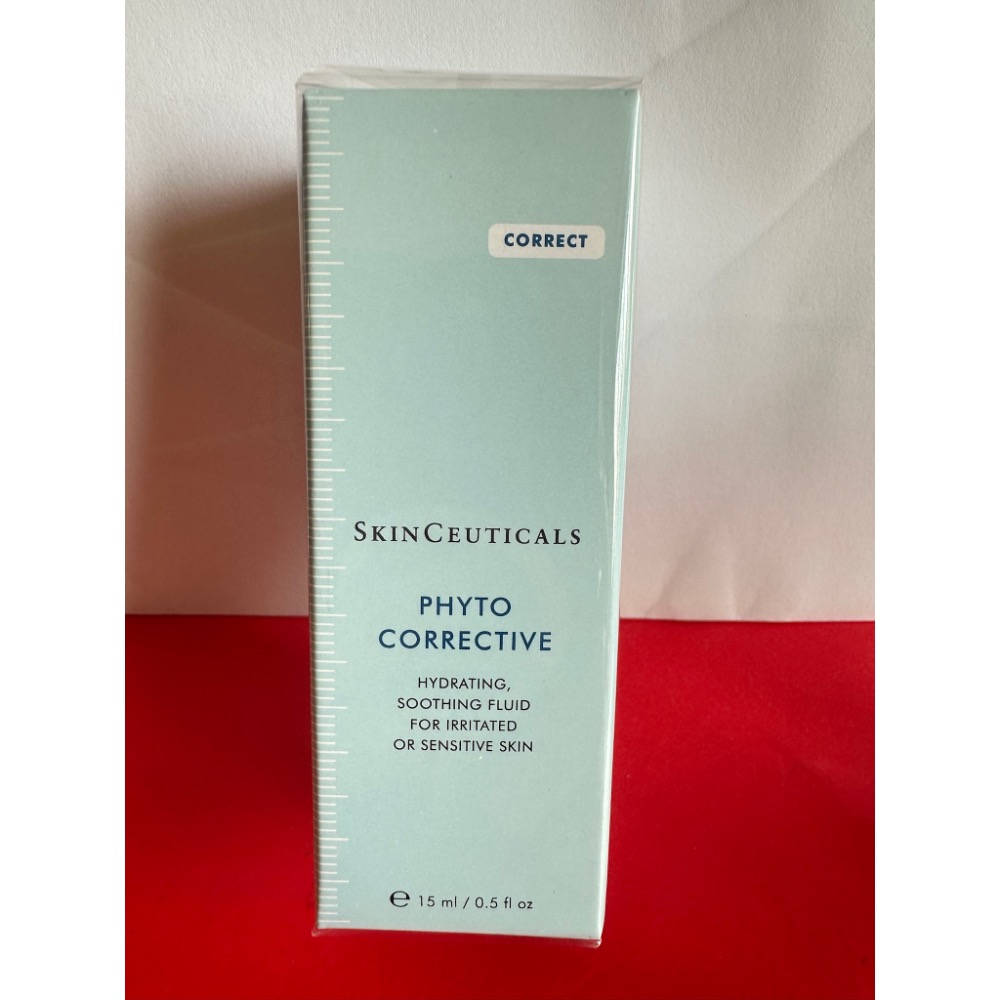 CORRECT
SKINCEUTICALS
PHYTO
CORRECTIVE
HYDRATING,
SOOTHING FLUID
FOR IRRITATED
OR SENSITIVE SKIN
℮ 15 ml / 0.5 fl oz